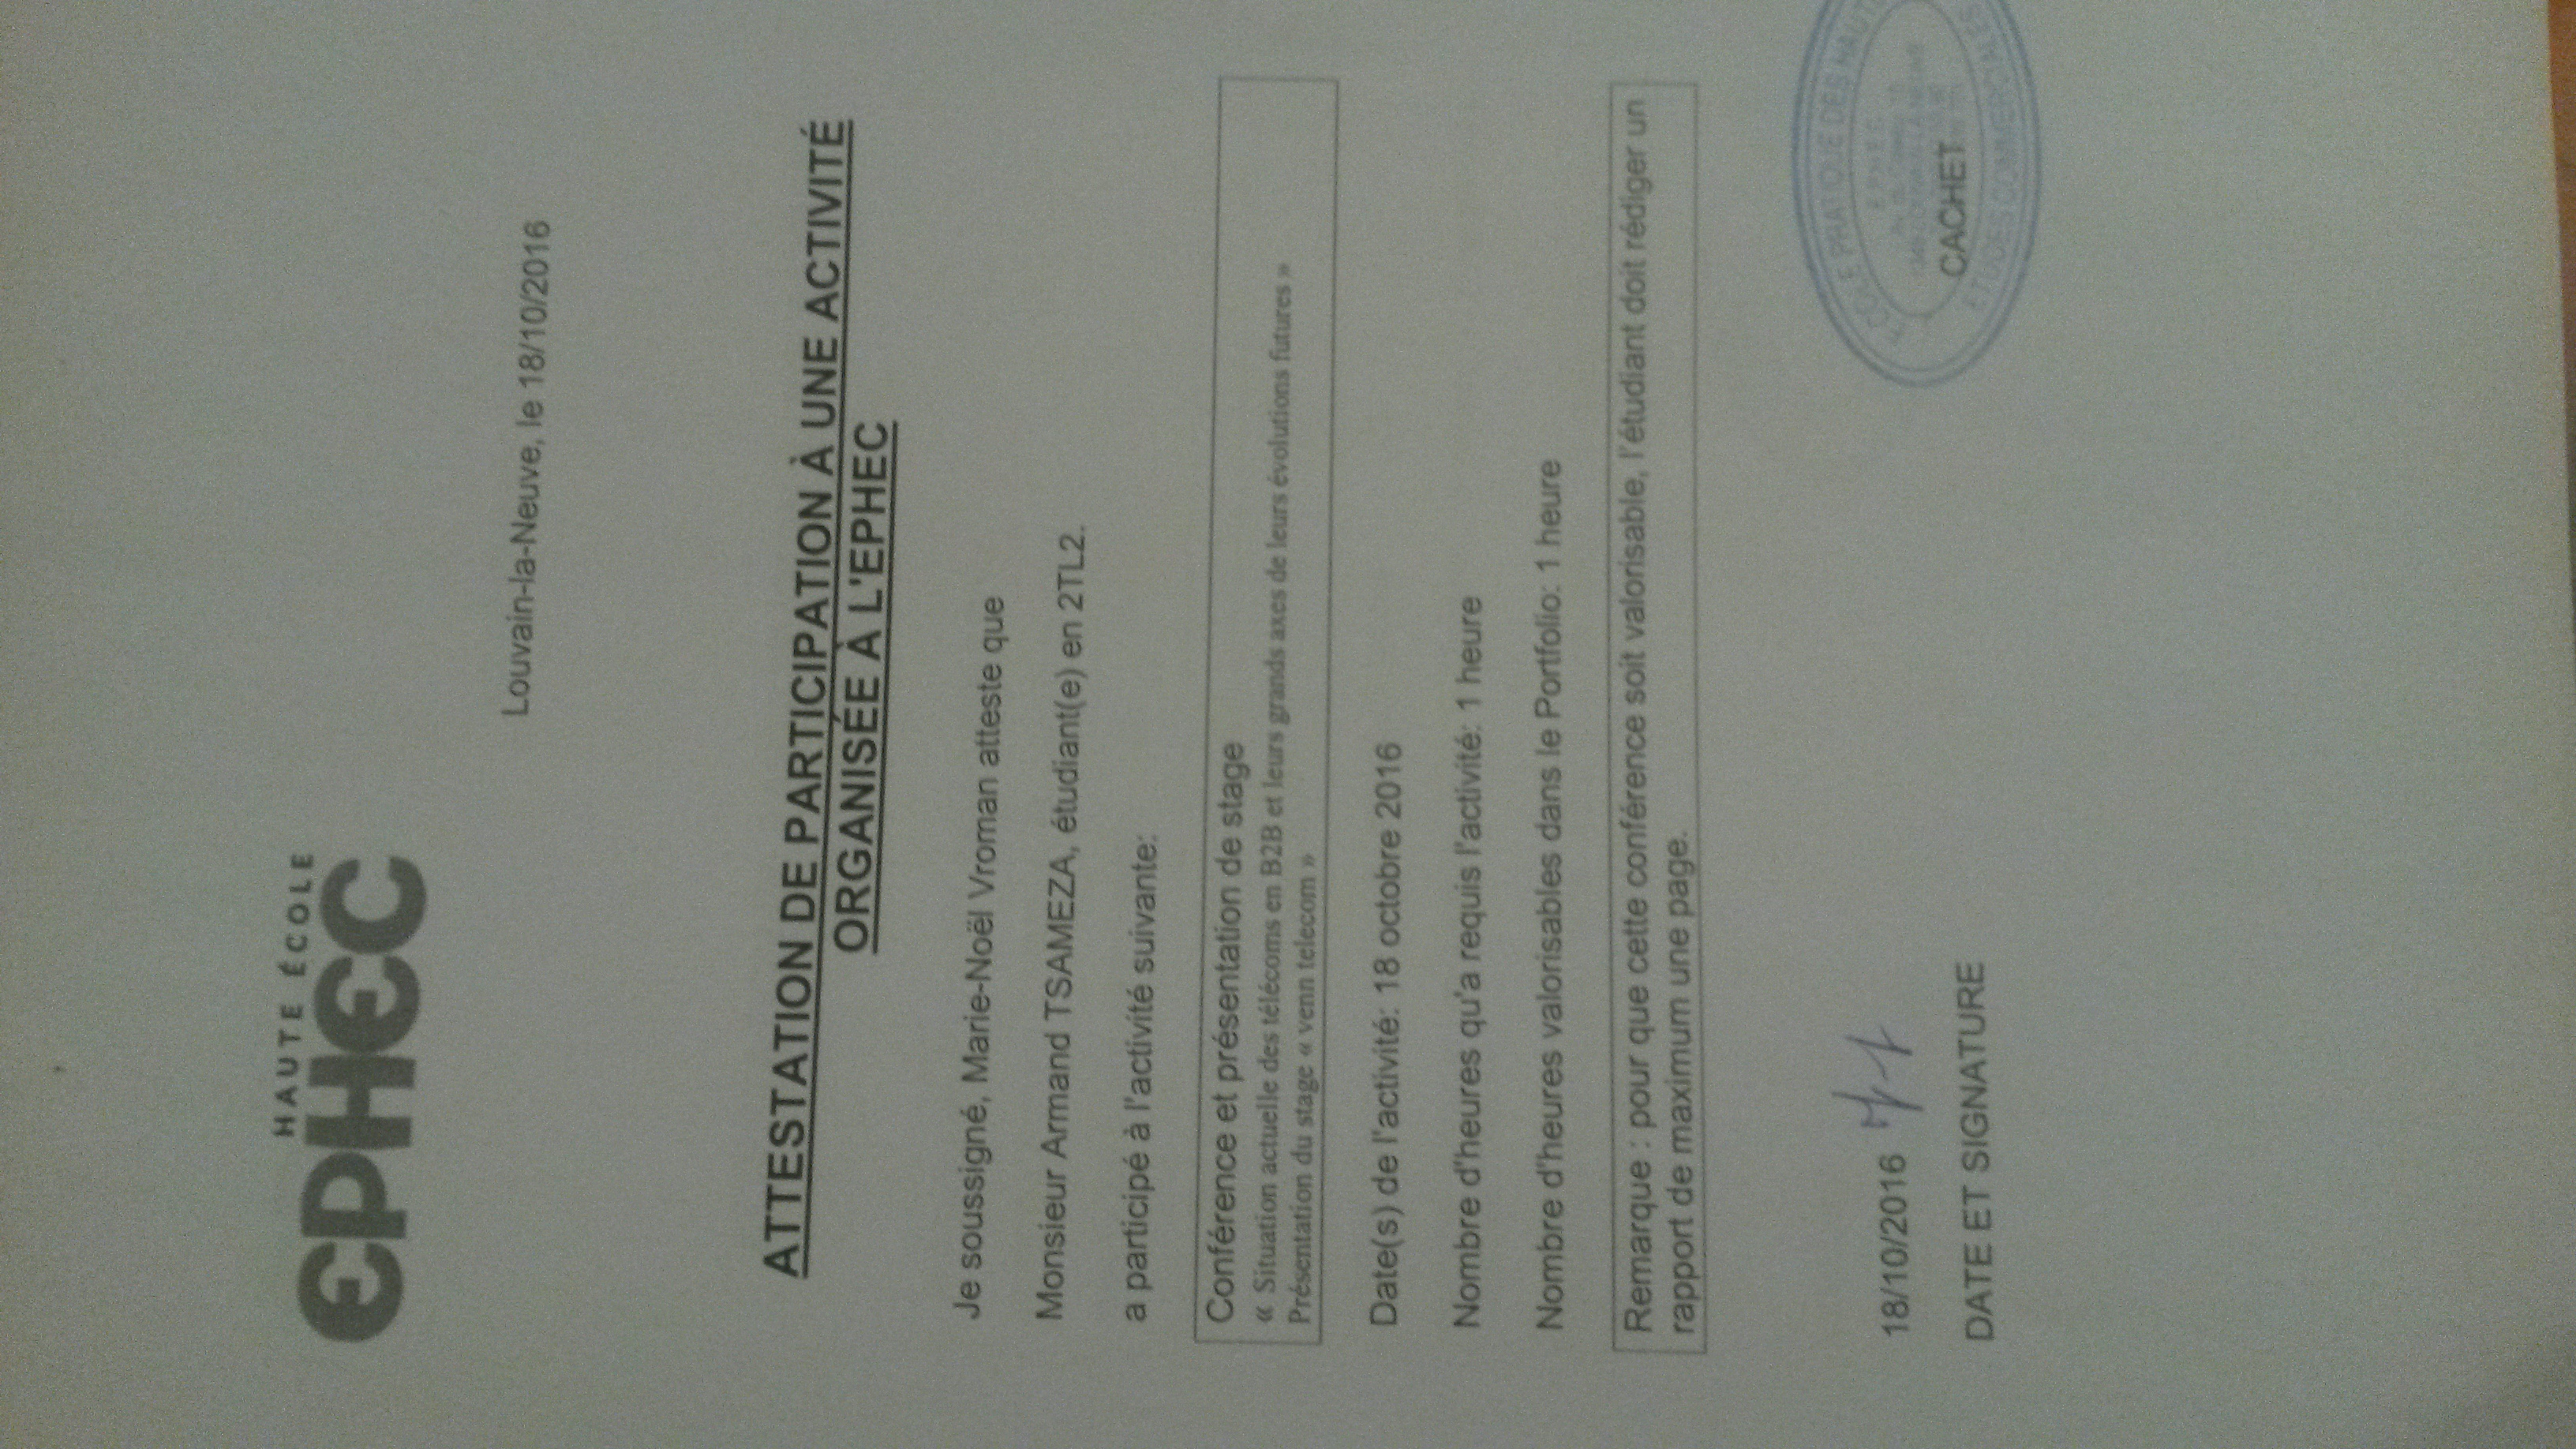 HAUTE ÉCOLE
EPHEC
Louvain-la-Neuve, le 18/10/2016
ATTESTATION DE PARTICIPATION À UNE ACTIVITÉ
ORGANISÉE À L'EPHEC
Je soussigné, Marie-Noël Vroman atteste que
Monsieur Armand TSAMEZA, étudiant(e) en 2TL2.
a participé à l'activité suivante:
Conférence et présentation de stage
« Situation actuelle des télécoms en B2B et leurs grands axes de leurs évolutions futures »
Présentation du stage « venn telecom »
Date(s) de l'activité: 18 octobre 2016
Nombre d'heures qu'a requis l'activité: 1 heure
Nombre d'heures valorisables dans le Portfolio: 1 heure
Remarque : pour que cette conférence soit valorisable, l'étudiant doit rédiger un
rapport de maximum une page.
18/10/2016
DATE ET SIGNATURE
ECOLE PRATIQUE DES HAUT
EPHEC
CACHET
ETUDES COMMERCIALES